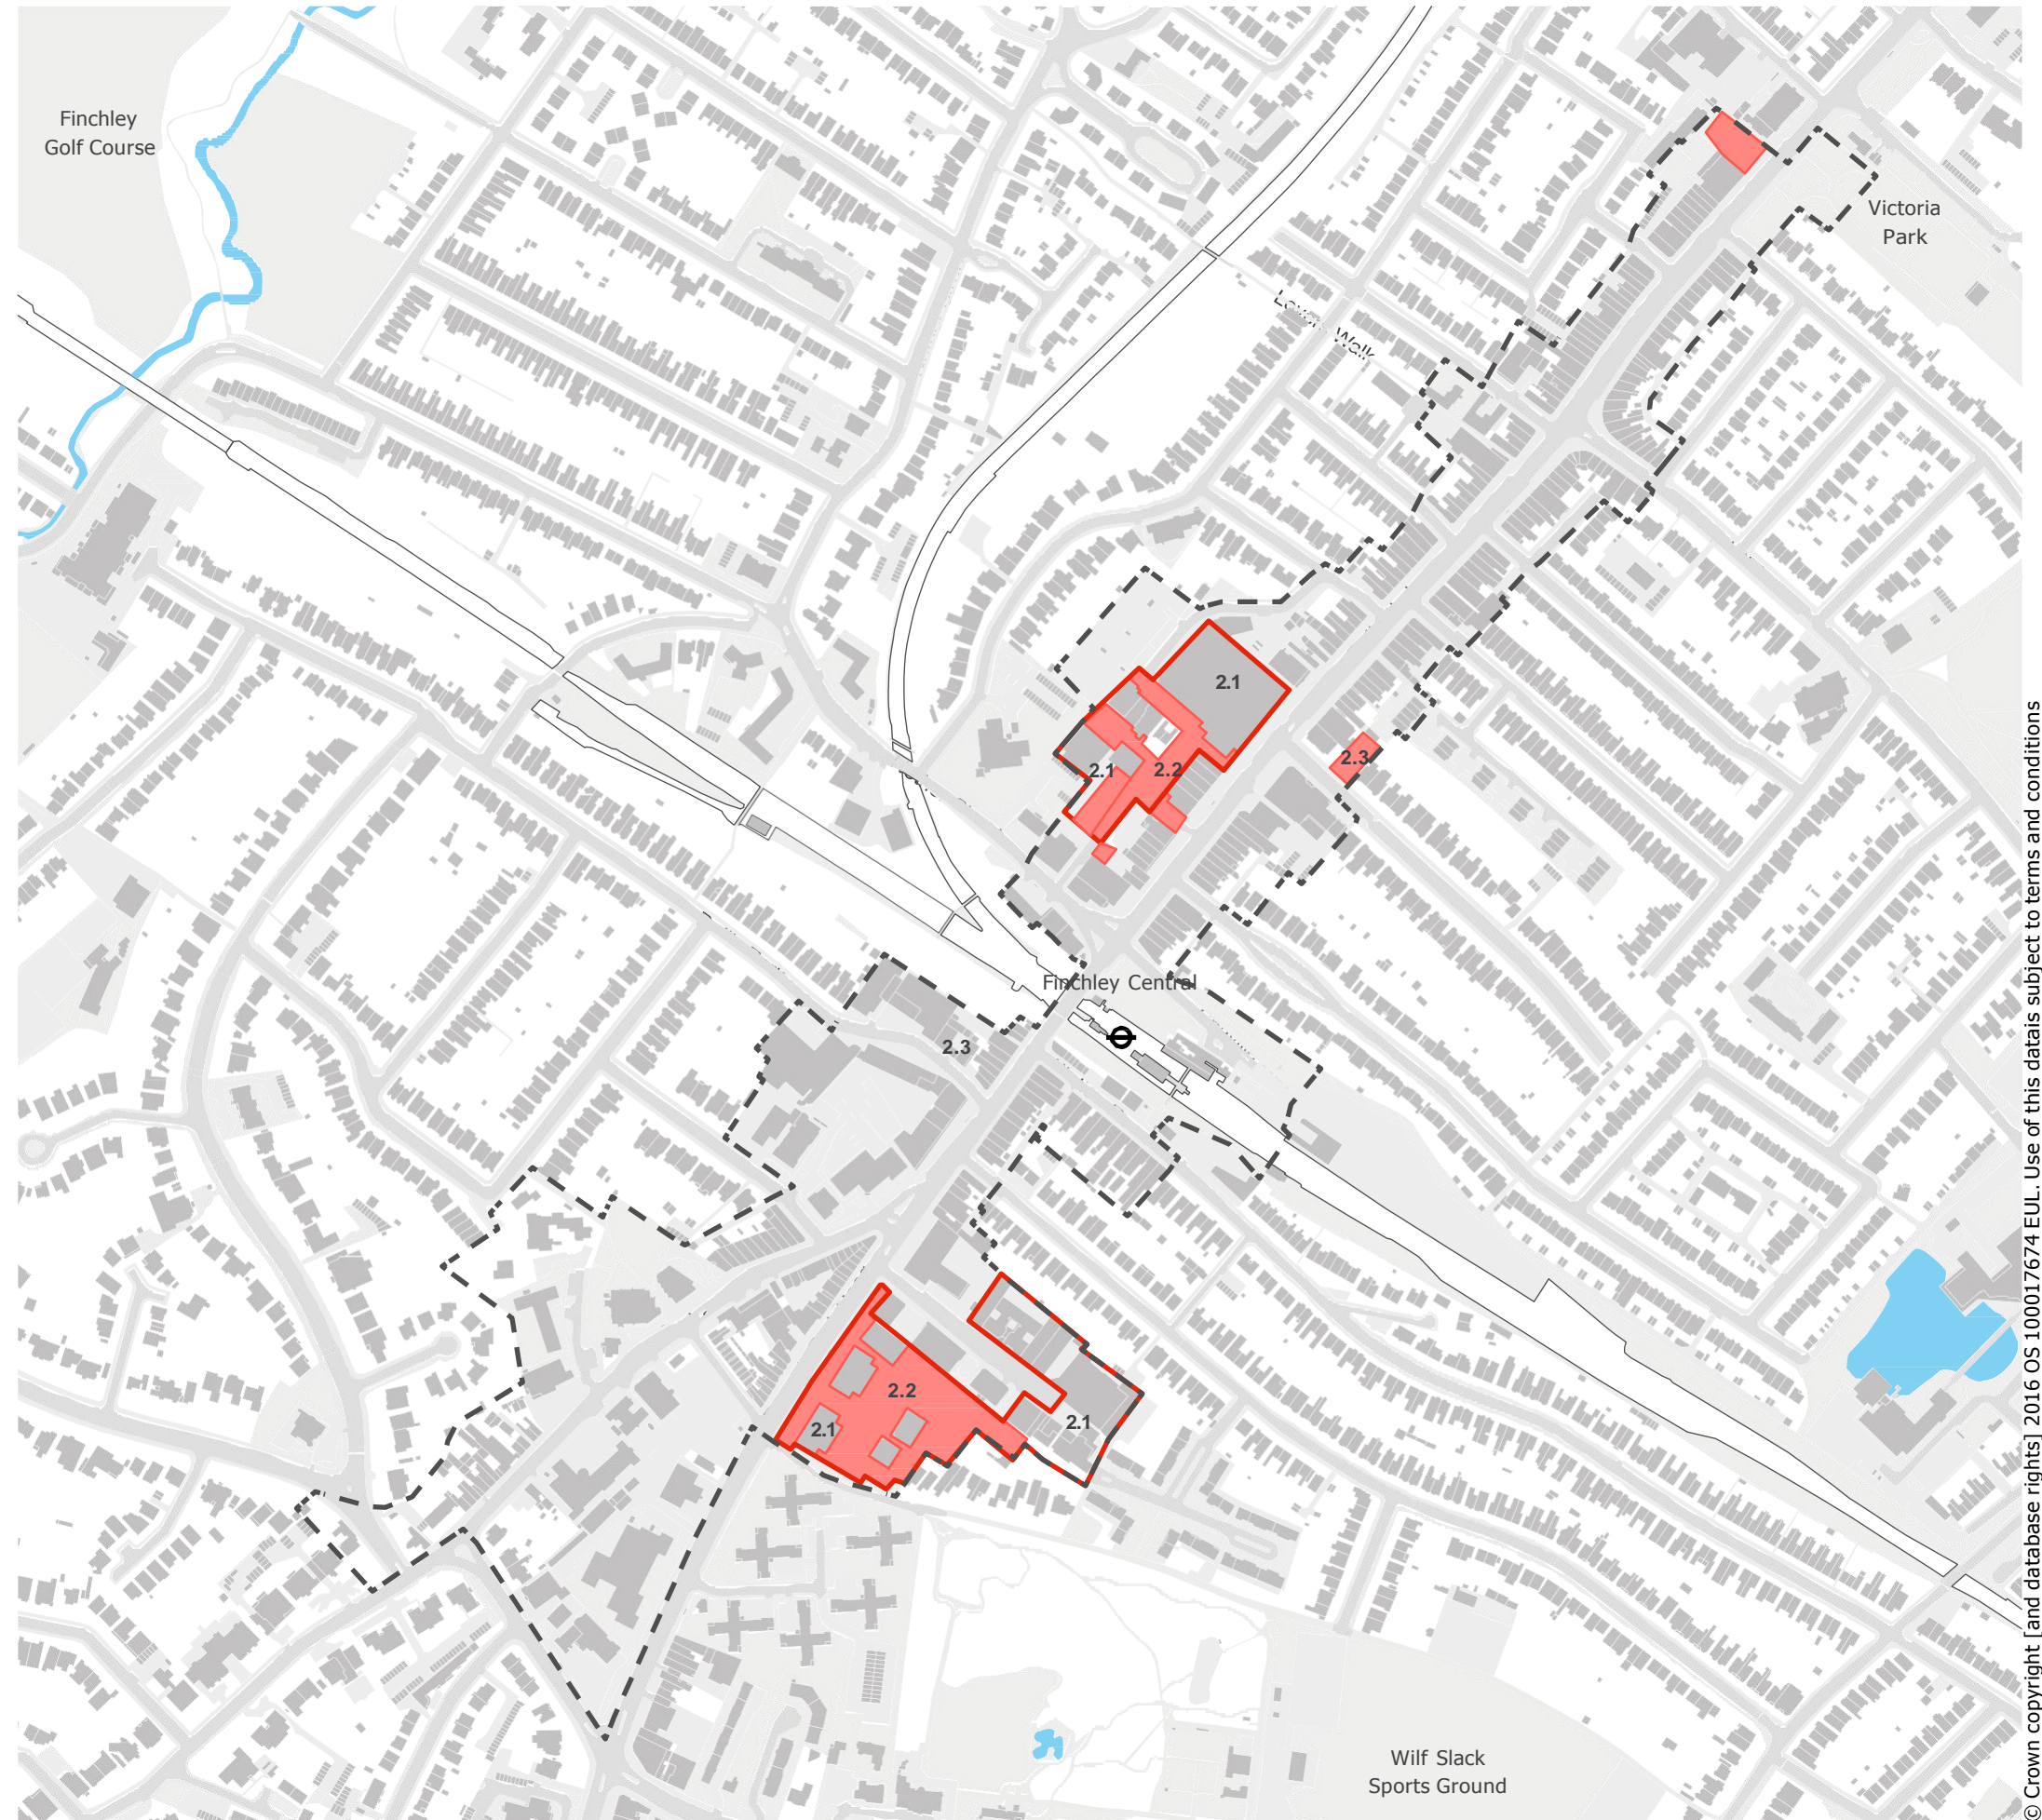 Finchley
Golf Course
Victoria
Park
Walk
2.1
2.3
2.1
2.2
Finchley Central
2.3
2.2
2.1
2.1
Wilf Slack
Sports Ground
© Crown copyright [and database rights] 2016 OS 100017674 EUL. Use of this datais subject to terms and conditions